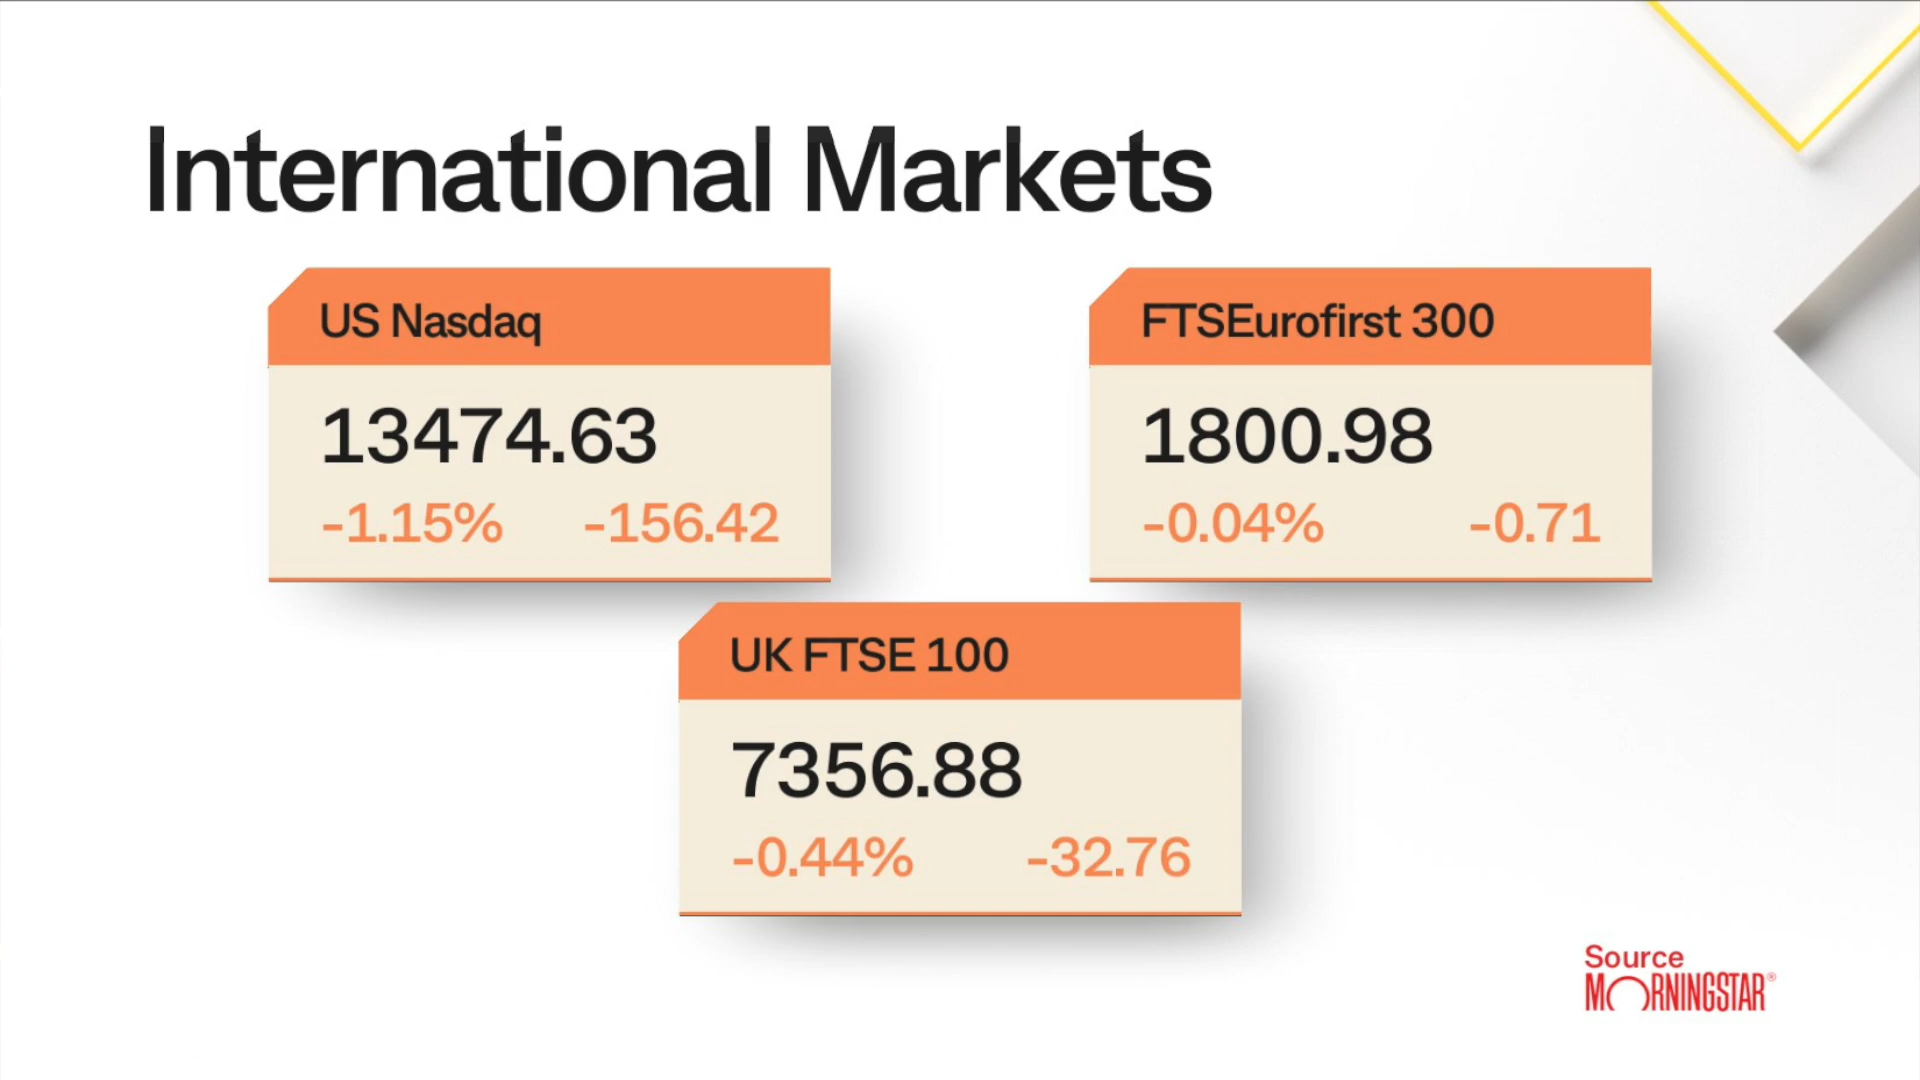 International Markets
US Nasdaq
13474.63
-1.15% -156.42
FTSEurofirst 300
1800.98
-0.04% -0.71
UK FTSE 100
7356.88
-0.44% -32.76
Source
MORNINGSTAR®